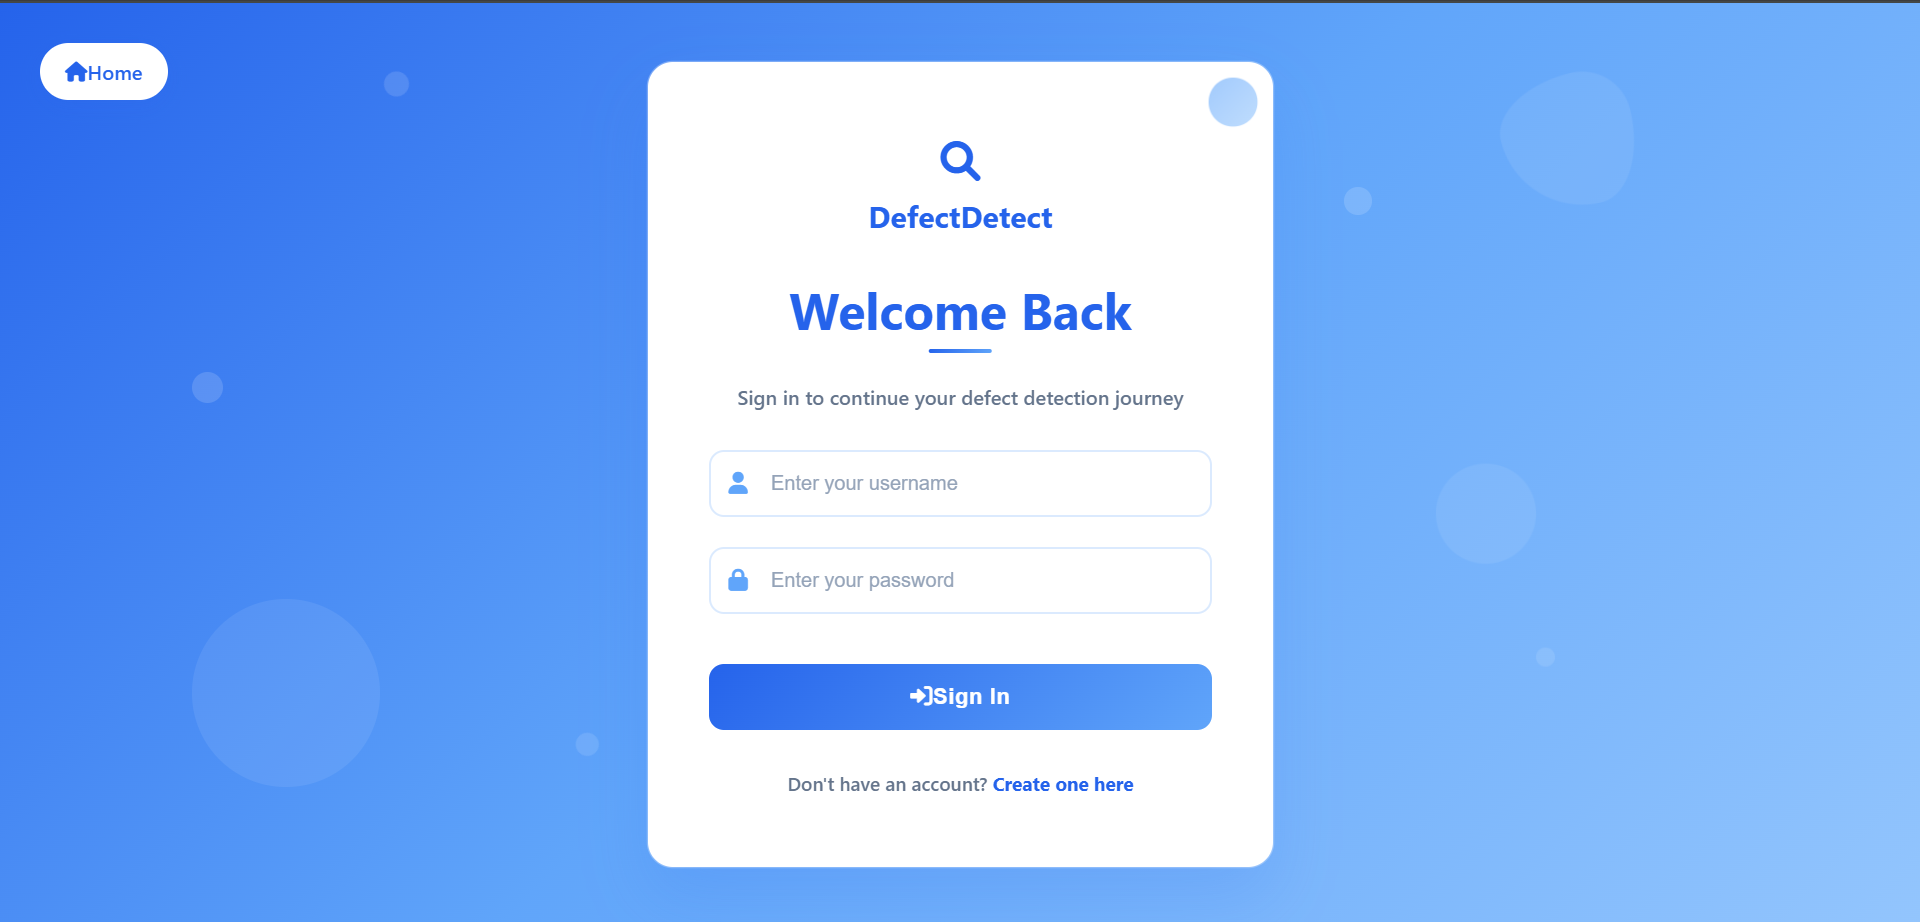 Home
DefectDetect
Welcome Back
Sign in to continue your defect detection journey
Enter your username
Enter your password
Sign In
Don't have an account? Create one here